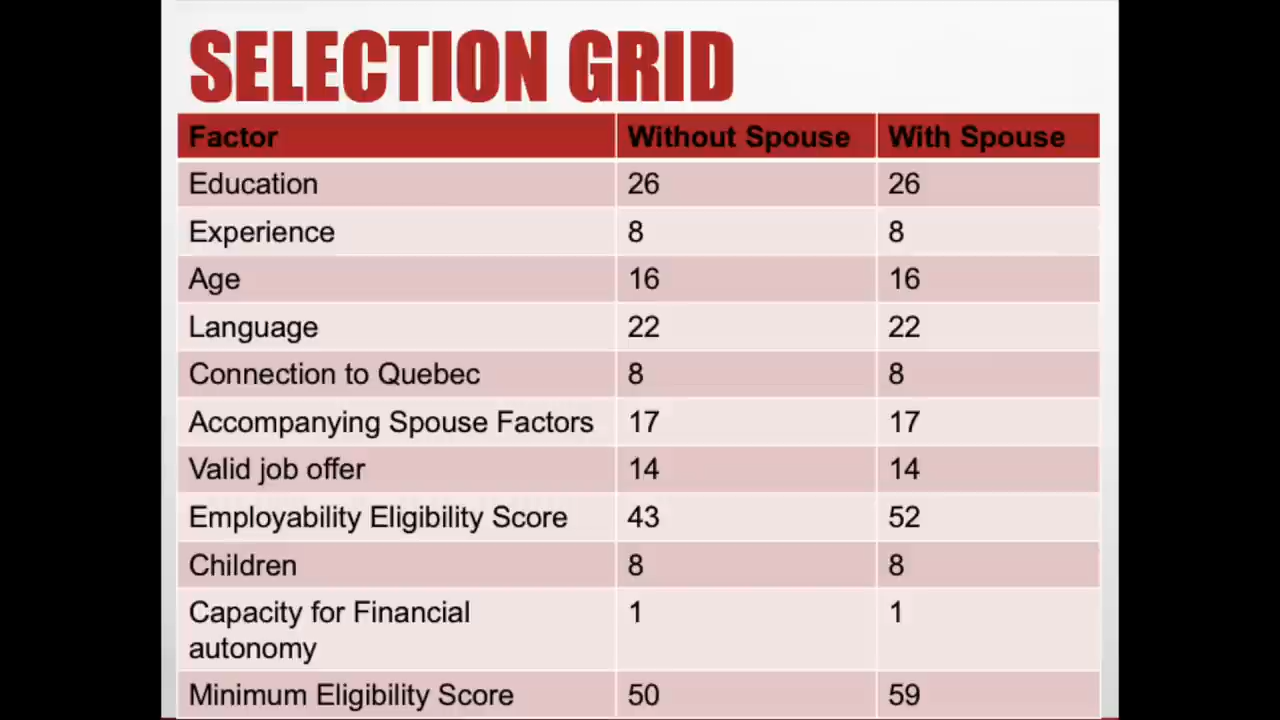 SELECTION GRID
Factor Without Spouse With Spouse
Education 26 26
Experience 8 8
Age 16 16
Language 22 22
Connection to Quebec 8 8
Accompanying Spouse Factors 17 17
Valid job offer 14 14
Employability Eligibility Score 43 52
Children 8 8
Capacity for Financial 1 1
autonomy
Minimum Eligibility Score 50 59